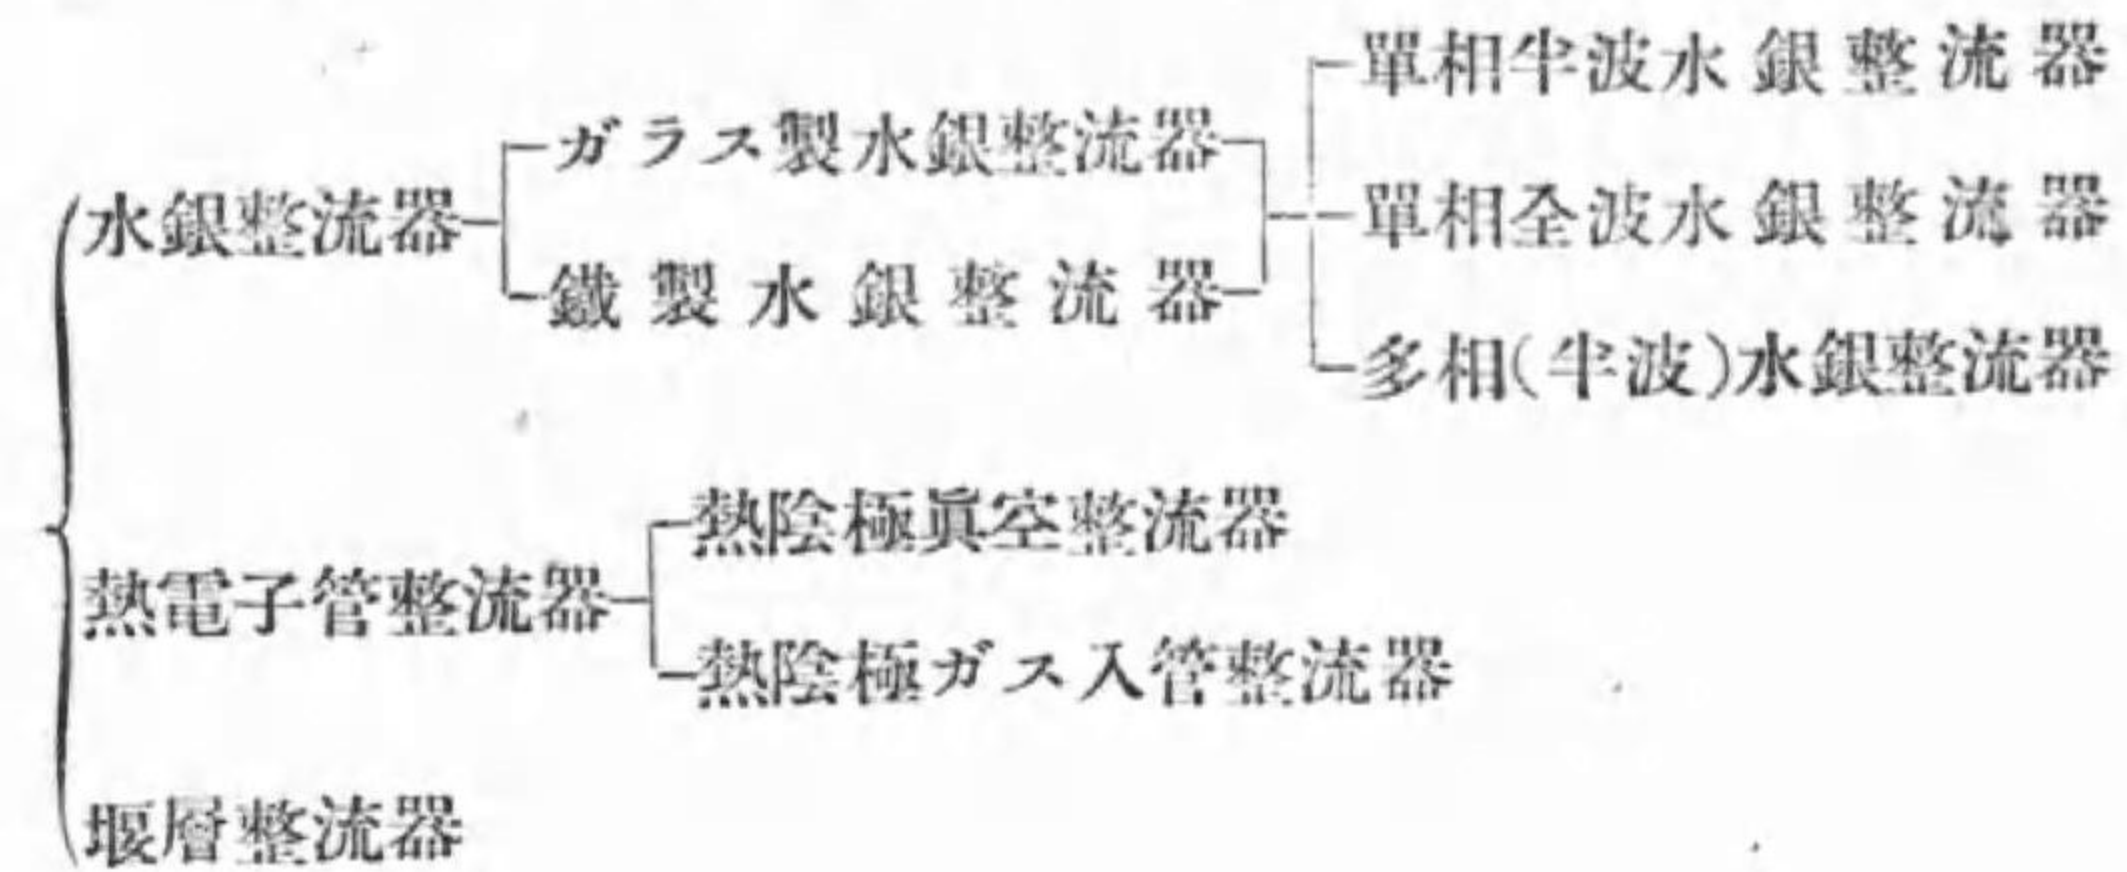 水銀整流器
ガラス製水銀整流器
鐵製水銀整流器
單相半波水銀整流器
單相全波水銀整流器
多相(半波)水銀整流器
熱電子管整流器
熱陰極眞空整流器
熱陰極ガス入管整流器
堰層整流器